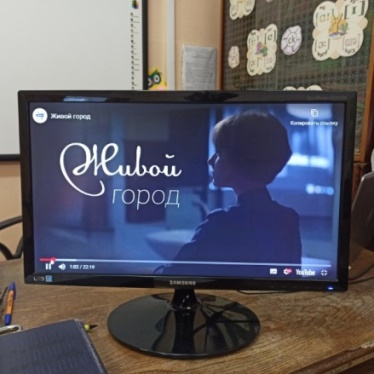 Живой город
Копировать ссылку
Живой
город
1:02 / 22:19
YouTube
SAMSUNG